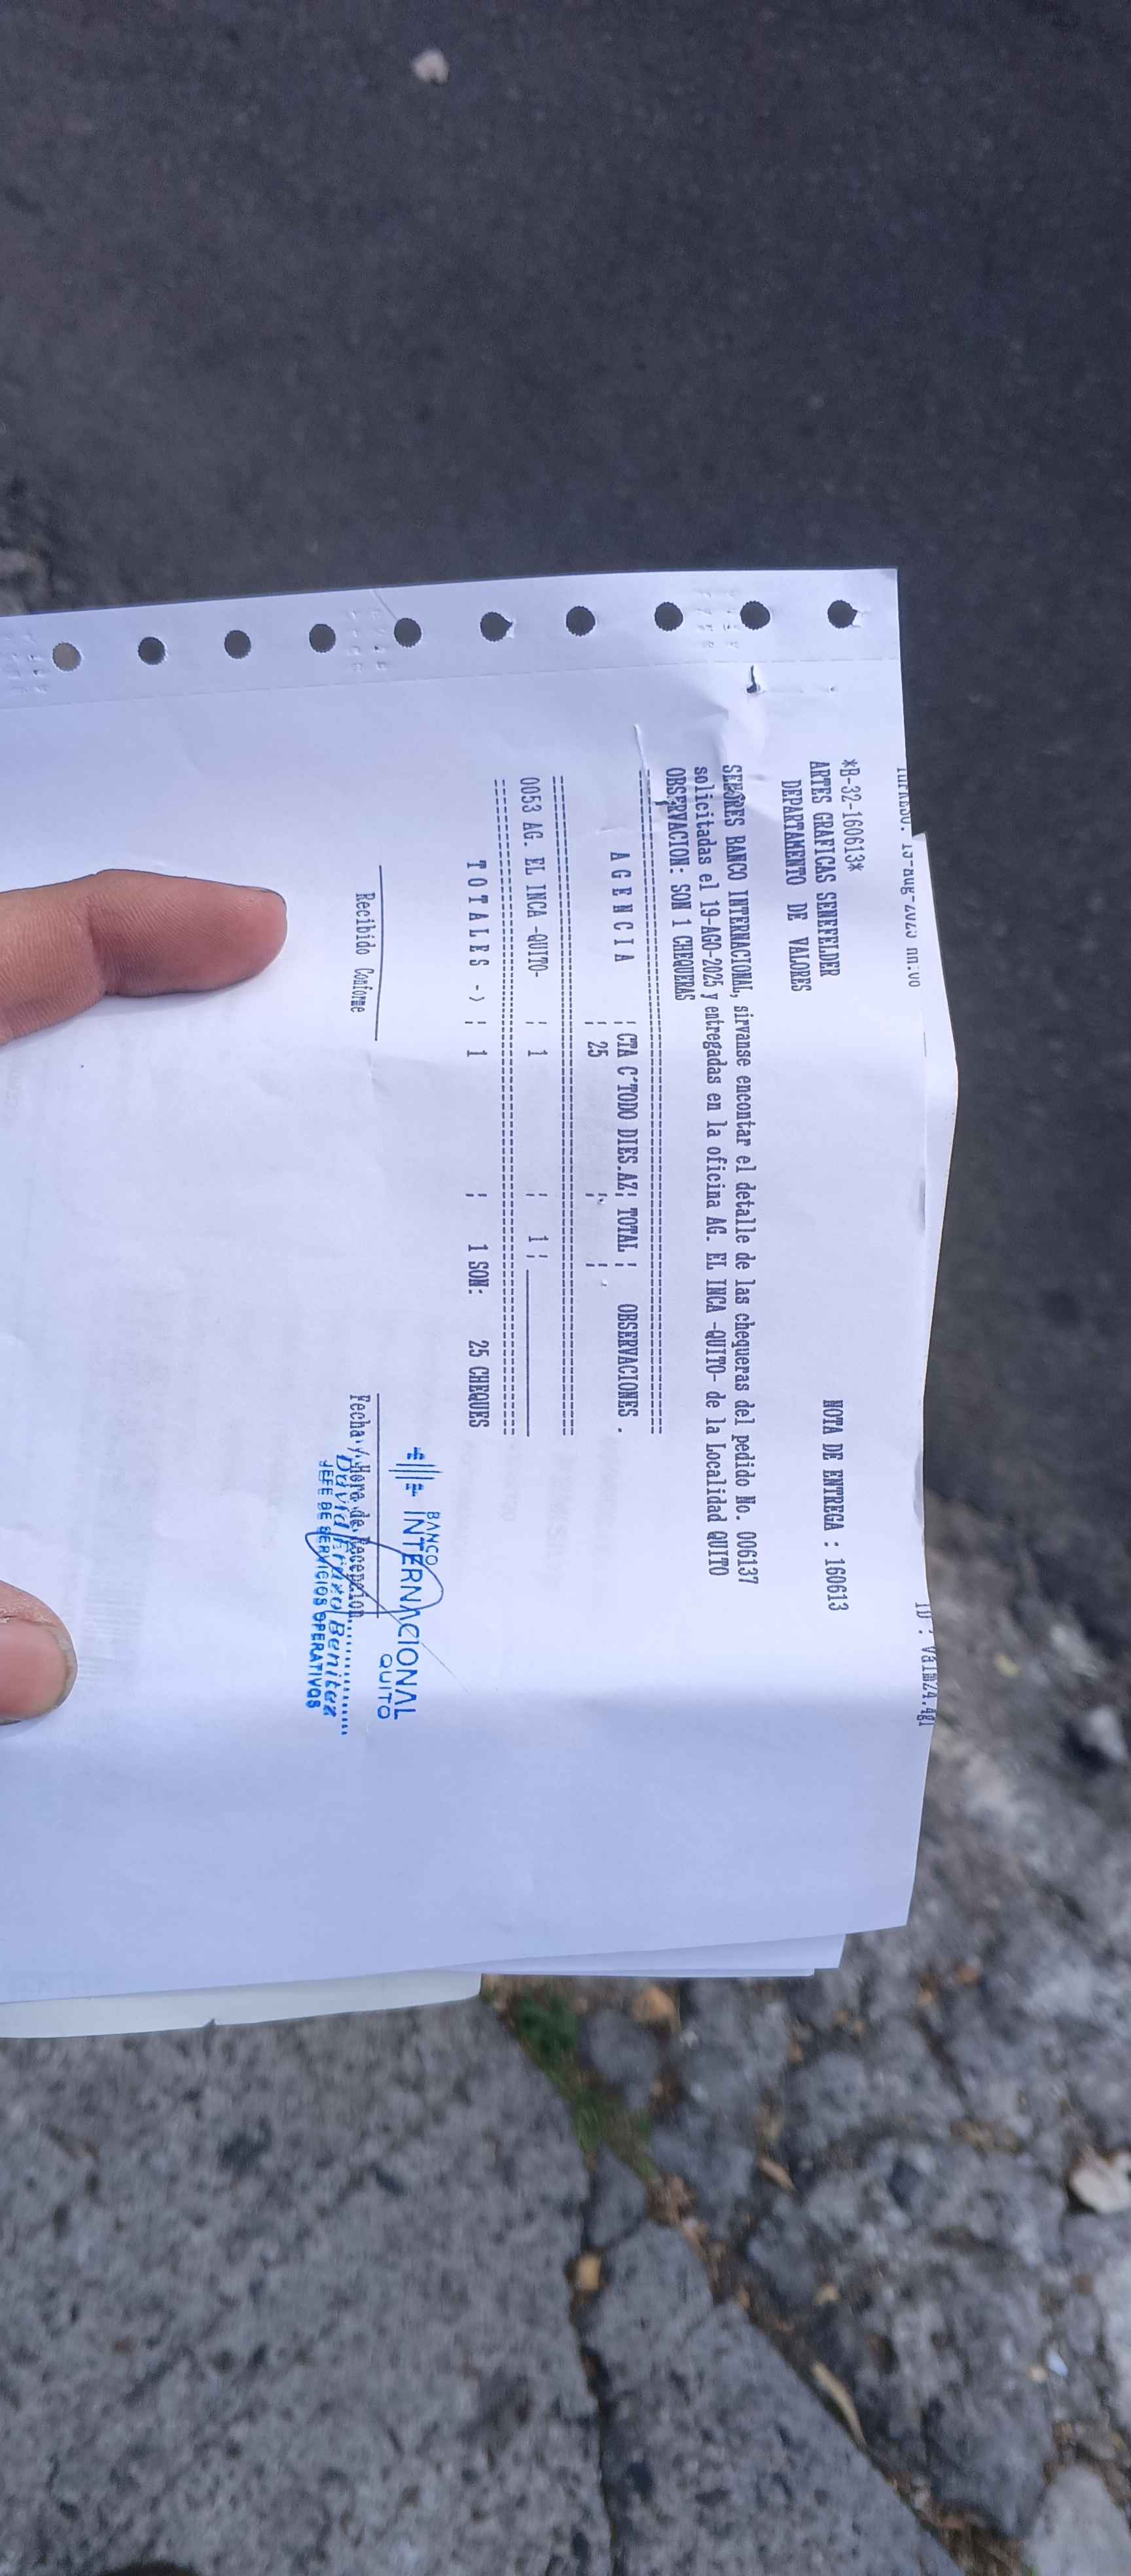 *B-32-160613*
ARTES GRAFICAS SENEFELDER NOTA DE ENTREGA : 160613
DEPARTAMENTO DE VALORES
SEÑORES BANCO INTERNACIONAL, sirvanse encontar el detalle de las chequeras del pedido No. 006137
solicitadas el 19-AGO-2025 y entregadas en la oficina AG. EL INCA -QUITO- de la Localidad QUITO
OBSERVACION: SON 1 CHEQUERAS
A G E N C I A ¦ CTA C°TODO DIES.AZ¦ TOTAL ¦ OBSERVACIONES .
¦ 25 ¦ ¦ .
0053 AG. EL INCA -QUITO- ¦ 1 ¦ 1 ¦
T O T A L E S -> ¦ 1 ¦ 1 SON: 25 CHEQUES
BANCO
INTERNACIONAL
QUITO
Recibido Conforme Fecha y Hora de Recepcion
David Benitez
JEFE DE SERVICIOS OPERATIVOS